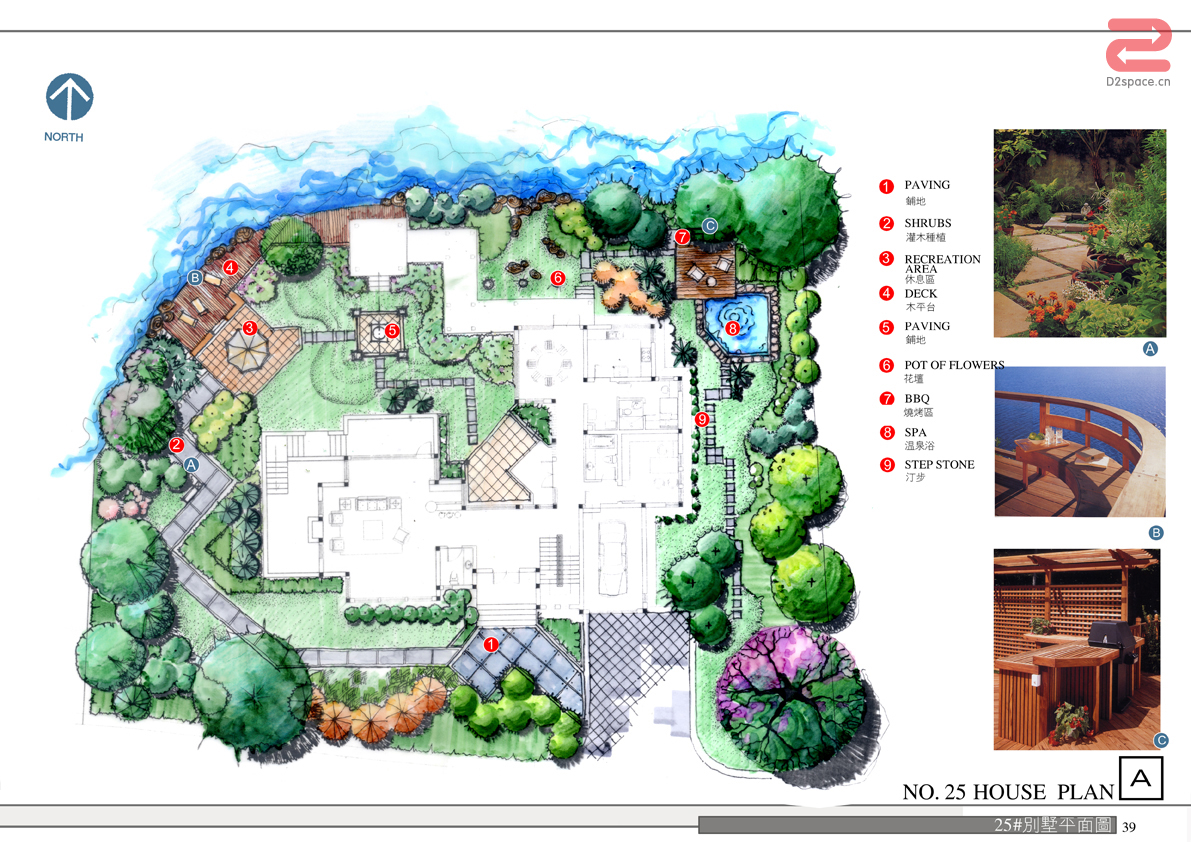 D2space.cn
NORTH
1 PAVING
鋪地
2 SHRUBS
灌木種植
3 RECREATION
AREA
休息區
4 DECK
木平台
5 PAVING
鋪地
6 POT OF FLOWERS
花壇
7 BBQ
燒烤區
8 SPA
温泉浴
9 STEP STONE
汀步
C
7
B
4
6
3
5
8
9
2
A
1
A
B
C
NO. 25 HOUSE PLAN A
25#別墅平面圖 39